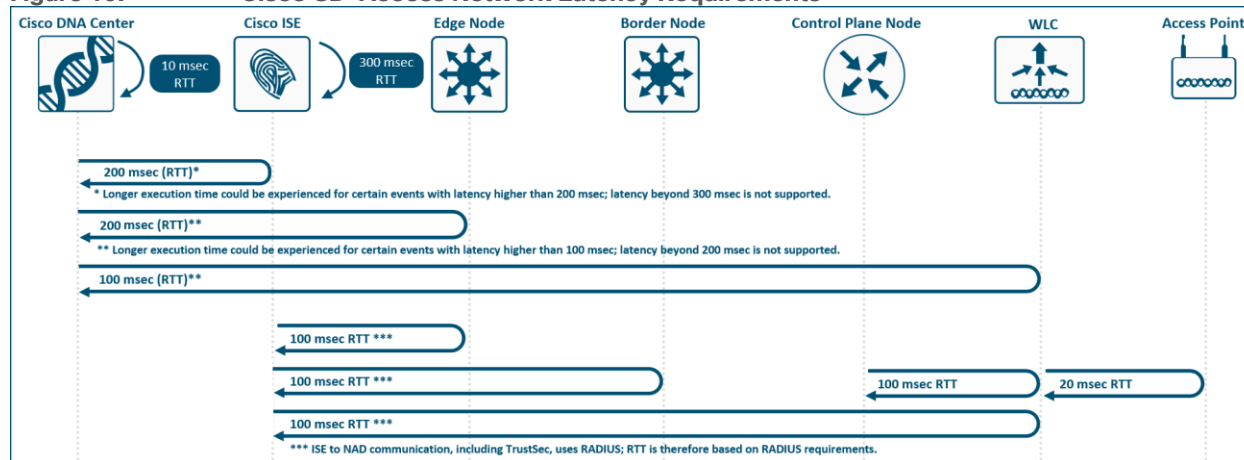 Cisco DNA Center Cisco ISE Edge Node Border Node Control Plane Node WLC Access Point
10 msec
RTT
300 msec
RTT
200 msec (RTT)*
* Longer execution time could be experienced for certain events with latency higher than 200 msec; latency beyond 300 msec is not supported.
200 msec (RTT)**
** Longer execution time could be experienced for certain events with latency higher than 100 msec; latency beyond 200 msec is not supported.
100 msec (RTT)**
100 msec RTT ***
100 msec RTT *** 100 msec RTT 20 msec RTT
100 msec RTT ***
*** ISE to NAD communication, including TrustSec, uses RADIUS; RTT is therefore based on RADIUS requirements.